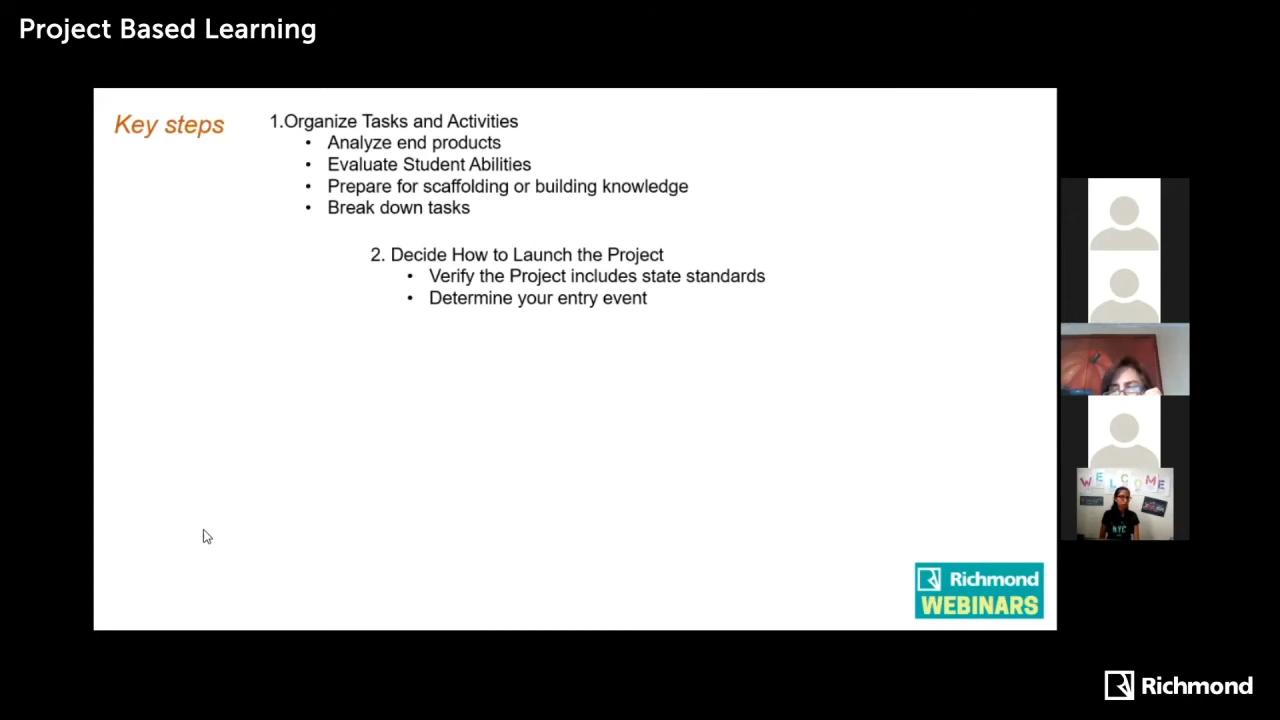 Project Based Learning
Key steps
1.Organize Tasks and Activities
• Analyze end products
• Evaluate Student Abilities
• Prepare for scaffolding or building knowledge
• Break down tasks
2. Decide How to Launch the Project
• Verify the Project includes state standards
• Determine your entry event
WELCOME
NYC
Richmond
WEBINARS
Richmond